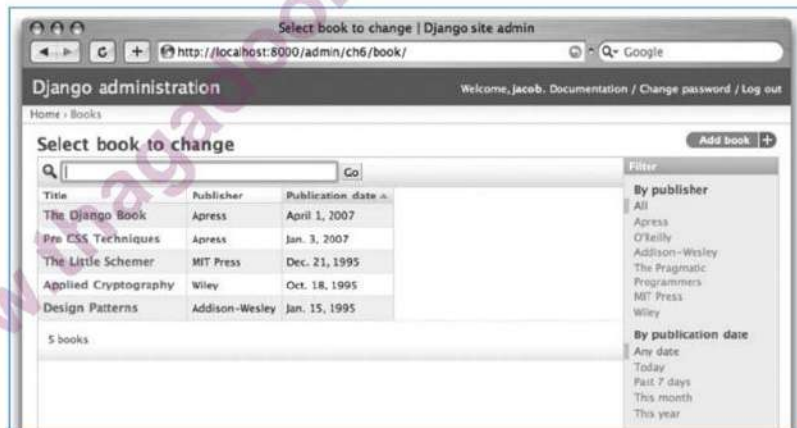 Select book to change | Django site admin
http://localhost:8000/admin/ch6/book/
Google
Django administration
Welcome, jacob. Documentation / Change password / Log out
Home › Books
Select book to change
Add book +
Go
Title Publisher Publication date
The Django Book Apress April 1, 2007
Pro CSS Techniques Apress Jan. 3, 2007
The Little Schemer MIT Press Dec. 21, 1995
Applied Cryptography Wiley Oct. 18, 1995
Design Patterns Addison-Wesley Jan. 15, 1995
5 books
Filter
By publisher
All
Apress
O'Reilly
Addison-Wesley
The Pragmatic
Programmers
MIT Press
Wiley
By publication date
Any date
Today
Past 7 days
This month
This year